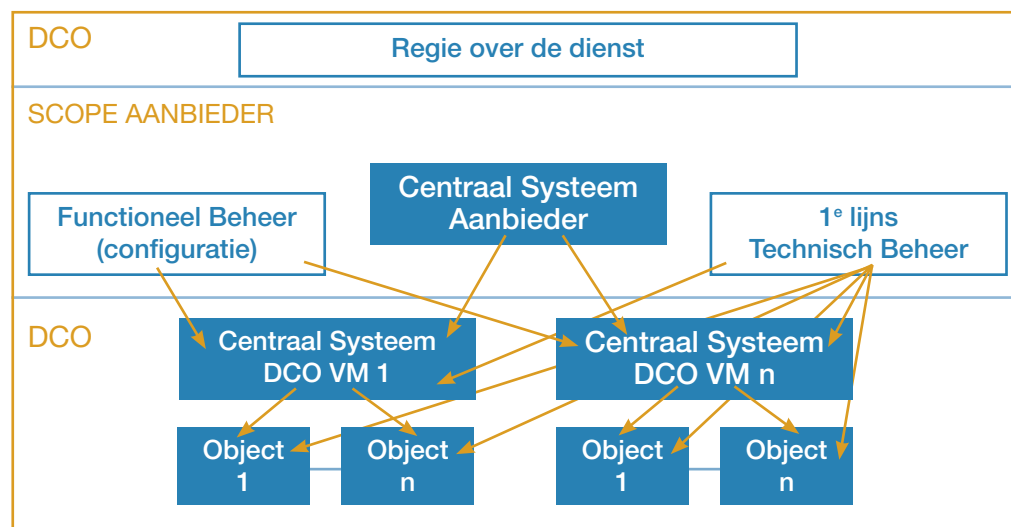 DCO
Regie over de dienst
SCOPE AANBIEDER
Centraal Systeem
Aanbieder
Functioneel Beheer
(configuratie)
1e lijns
Technisch Beheer
DCO
Centraal Systeem
DCO VM 1
Centraal Systeem
DCO VM n
Object
1
Object
n
Object
1
Object
n